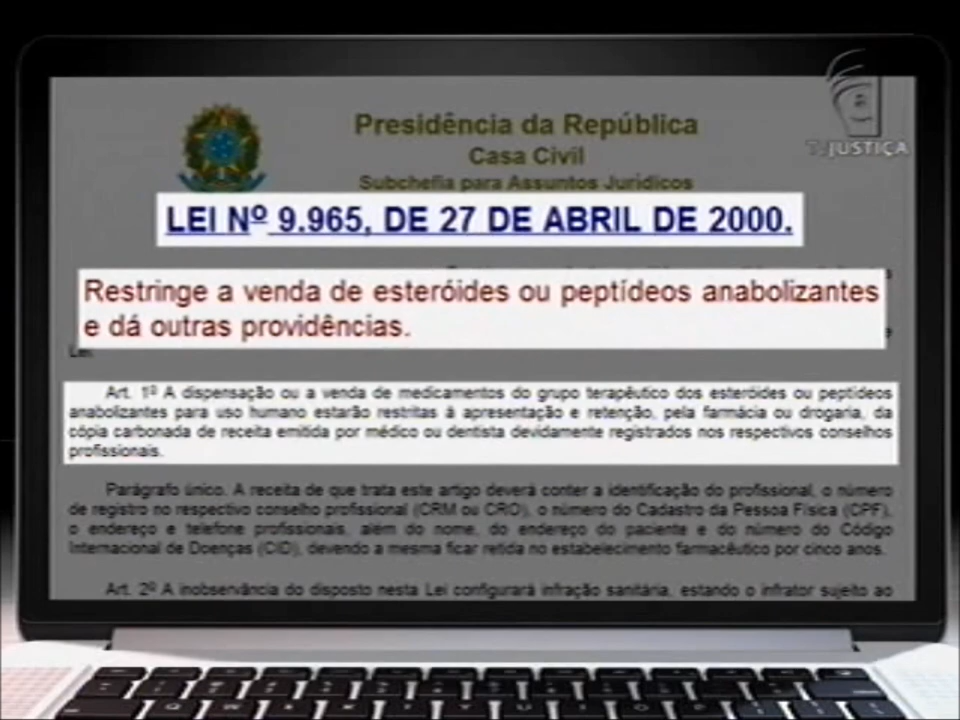 TVJUSTIÇA
Presidência da República
Casa Civil
Subchefia para Assuntos Jurídicos
LEI Nº 9.965, DE 27 DE ABRIL DE 2000.
Restringe a venda de esteróides ou peptídeos anabolizantes
e dá outras providências.
Lei:
Art. 1º A dispensação ou a venda de medicamentos do grupo terapêutico dos esteróides ou peptídeos
anabolizantes para uso humano estarão restritas à apresentação e retenção, pela farmácia ou drogaria, da
cópia carbonada de receita emitida por médico ou dentista devidamente registrados nos respectivos conselhos
profissionais.
Parágrafo único. A receita de que trata este artigo deverá conter a identificação do profissional, o número
de registro no respectivo conselho profissional (CRM ou CRO), o número do Cadastro da Pessoa Física (CPF),
o endereço e telefone profissionais, além do nome, do endereço do paciente e do número do Código
Internacional de Doenças (CID), devendo a mesma ficar retida no estabelecimento farmacêutico por cinco anos.
Art. 2º A inobservância do disposto nesta Lei configurará infração sanitária, estando o infrator sujeito ao